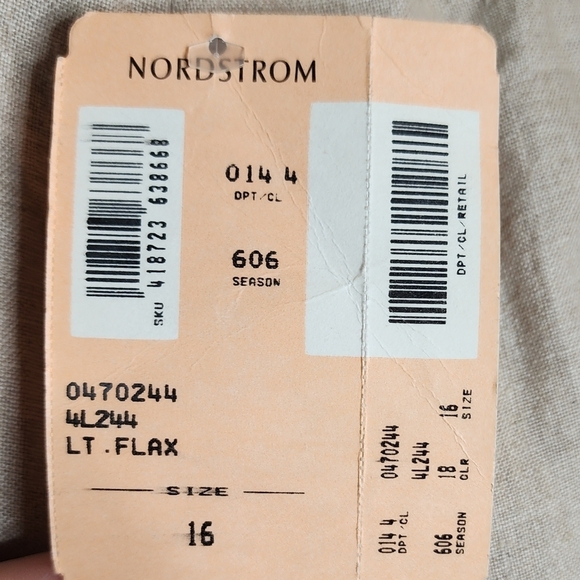 NORDSTROM
SKU 418723 638668
014 4
DPT/CL
606
SEASON
DPT/CL/RETAIL
0470244
4L244
LT.FLAX
SIZE
16
014 4 0470244
DPT/CL
4L244
606 18 16
SEASON CLR SIZE